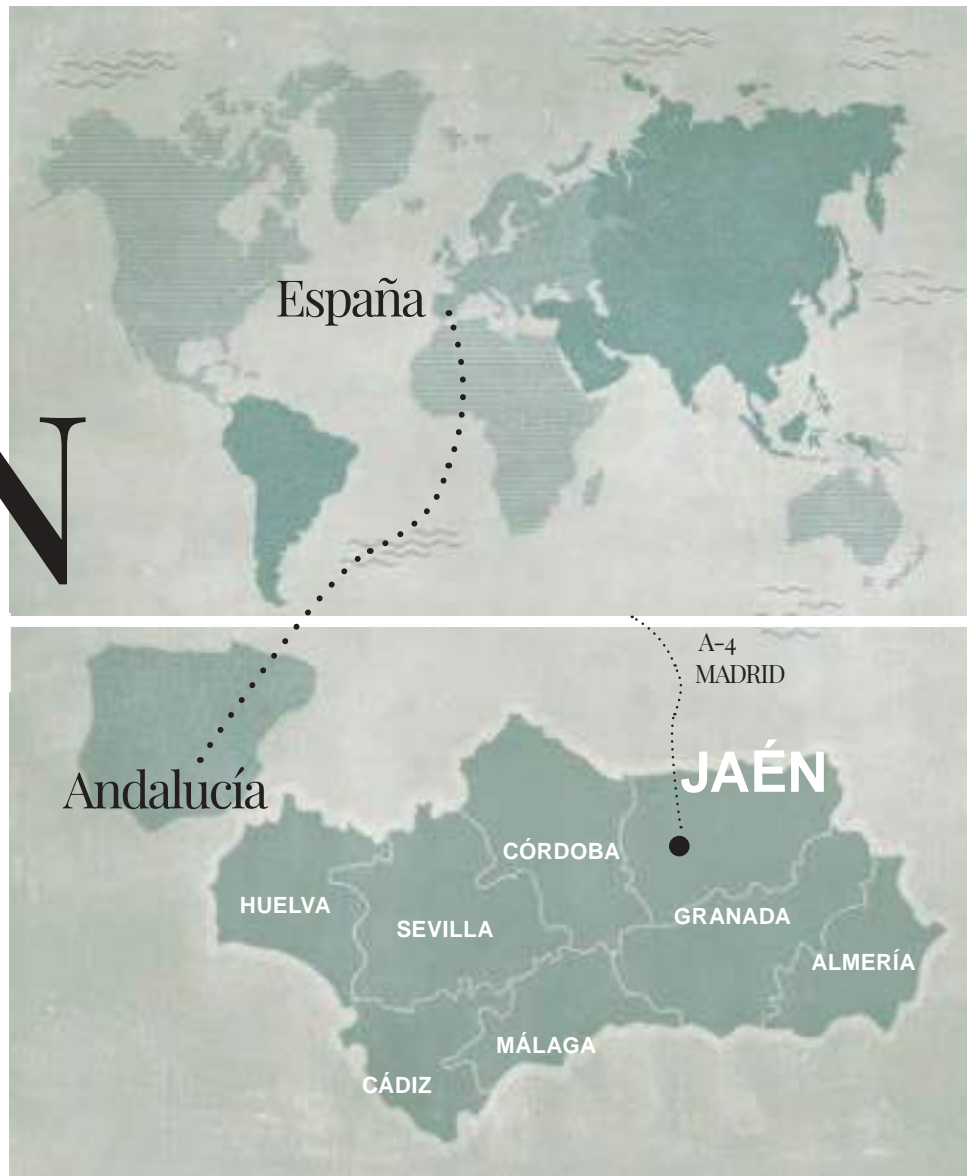 España
N
A-4
MADRID
JAÉN
Andalucía
CÓRDOBA
HUELVA
GRANADA
SEVILLA
ALMERÍA
MÁLAGA
CÁDIZ